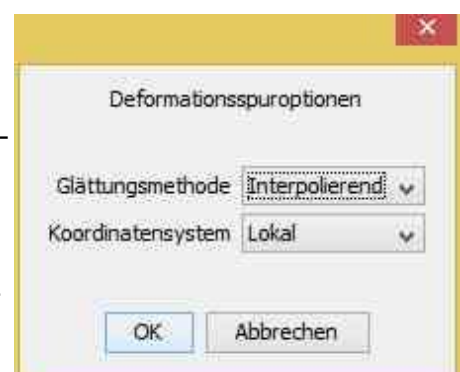 Deformationsspuroptionen
Glättungsmethode Interpolierend
Koordinatensystem Lokal
OK Abbrechen